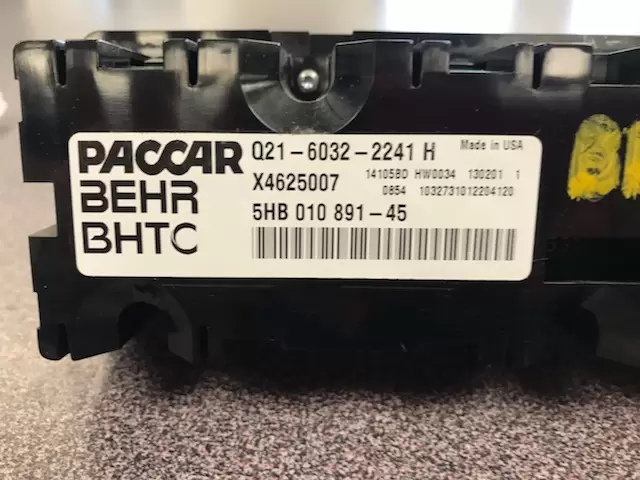 PACCAR
BEHR
BHTC
Q21-6032-2241 H
Made in USA
X4625007
14105BD HW0034 130201 1
0854 1032731012204120
5HB 010 891-45